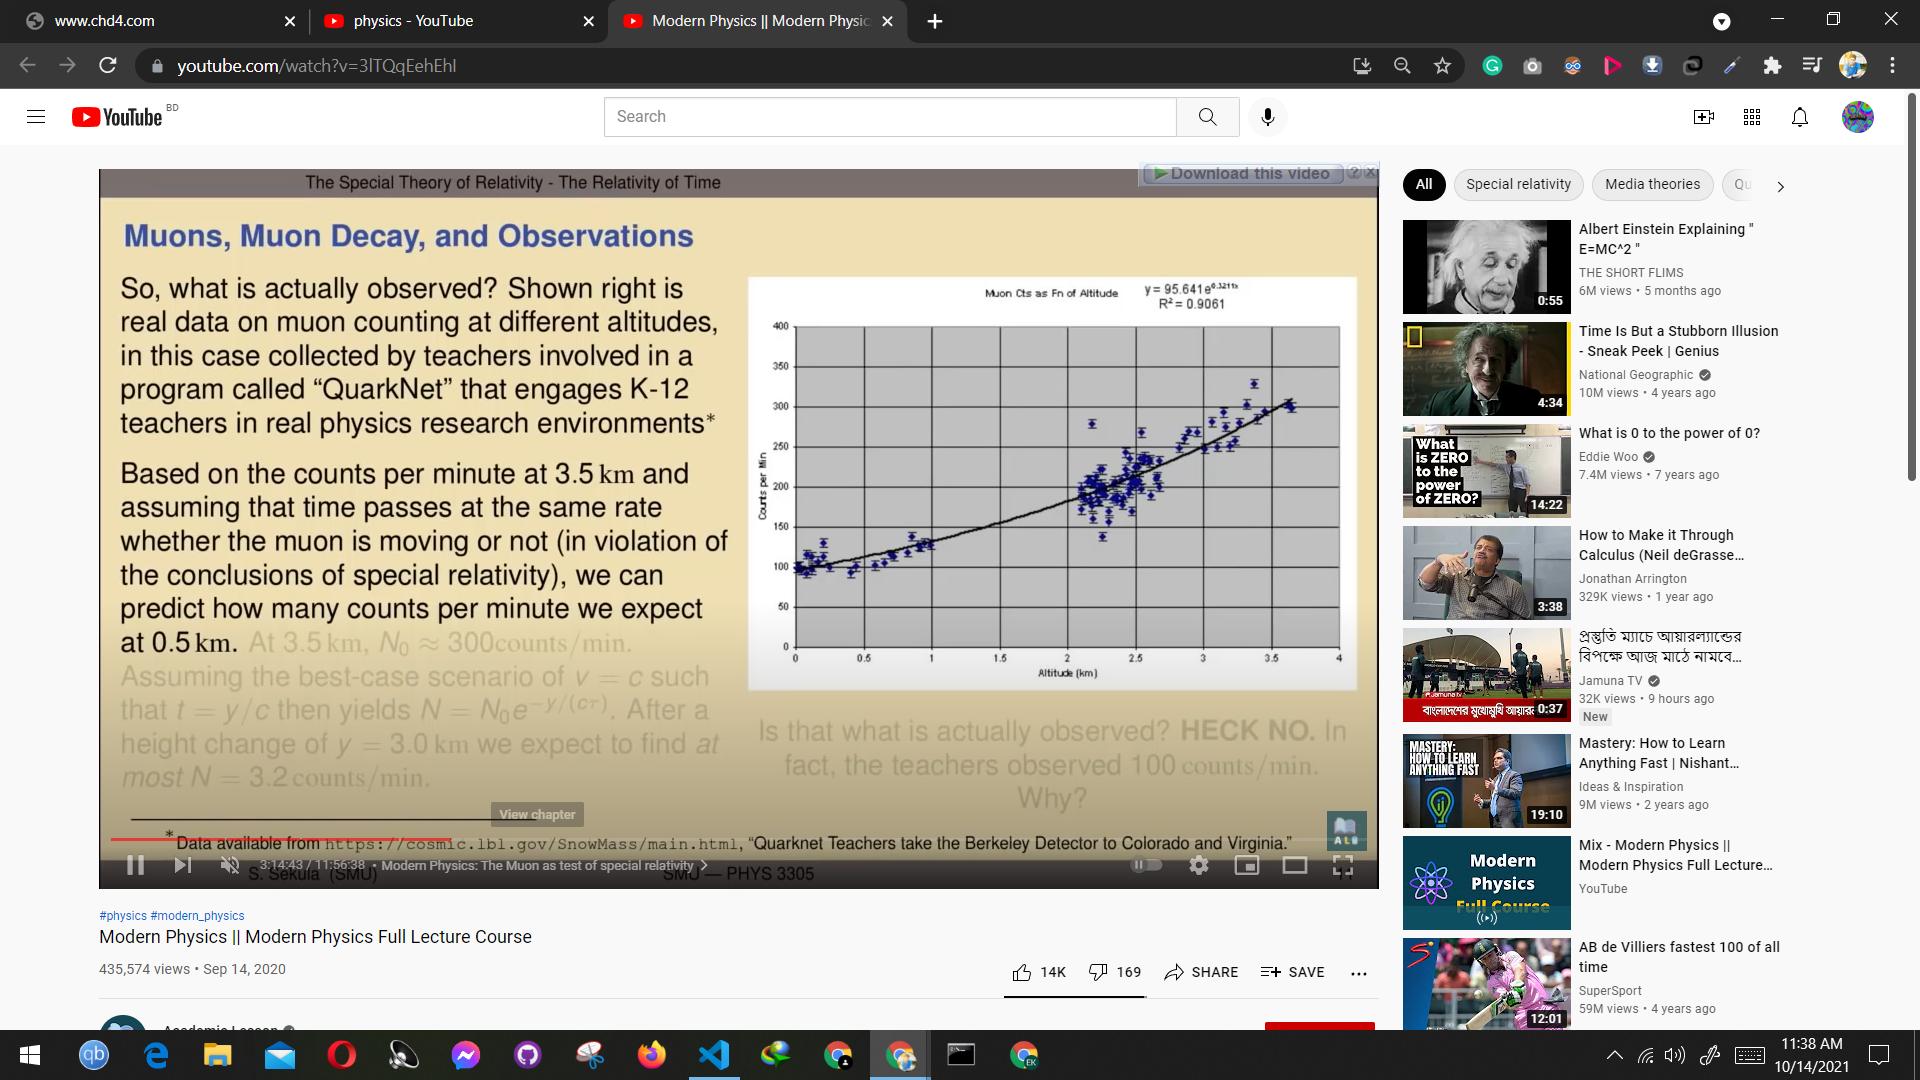 www.chd4.com
physics - YouTube
Modern Physics || Modern Physic
youtube.com/watch?v=3lTQqEehEhI
YouTube BD
Search
The Special Theory of Relativity - The Relativity of Time
Download this video
Muons, Muon Decay, and Observations
So, what is actually observed? Shown right is
real data on muon counting at different altitudes,
in this case collected by teachers involved in a
program called “QuarkNet” that engages K-12
teachers in real physics research environments*
Based on the counts per minute at 3.5 km and
assuming that time passes at the same rate
whether the muon is moving or not (in violation of
the conclusions of special relativity), we can
predict how many counts per minute we expect
at 0.5 km. At 3.5 km, N₀ ≈ 300counts/min.
Assuming the best-case scenario of v = c such
that t = y/c then yields N = N₀e^−y/(cτ). After a
height change of y = 3.0 km we expect to find at
most N = 3.2 counts/min.
Muon Cts as Fn of Altitude
y = 95.641e^0.3211x
R² = 0.9061
400
350
300
250
200
150
100
50
0
Counts per Min
0 0.5 1 1.5 2 2.5 3 3.5 4
Altitude (km)
Is that what is actually observed? HECK NO. In
fact, the teachers observed 100 counts/min.
Why?
View chapter
* Data available from https://cosmic.lbl.gov/SnowMass/main.html, “Quarknet Teachers take the Berkeley Detector to Colorado and Virginia.”
ALU
3:14:43 / 11:56:38 • Modern Physics: The Muon as test of special relativity
S. Sekula (SMU)
SMU — PHYS 3305
11
#physics #modern_physics
Modern Physics || Modern Physics Full Lecture Course
435,574 views • Sep 14, 2020
14K
169
SHARE
SAVE
All
Special relativity
Media theories
Qu
Albert Einstein Explaining "
E=MC^2 "
THE SHORT FLIMS
6M views • 5 months ago
0:55
Time Is But a Stubborn Illusion
- Sneak Peek | Genius
National Geographic
10M views • 4 years ago
4:34
What
is ZERO
to the
power
of ZERO?
14:22
What is 0 to the power of 0?
Eddie Woo
7.4M views • 7 years ago
How to Make it Through
Calculus (Neil deGrasse...
Jonathan Arrington
329K views • 1 year ago
3:38
প্রস্তুতি ম্যাচে আয়ারল্যান্ডের
বিপক্ষে আজ মাঠে নামবে...
Jamuna TV
32K views • 9 hours ago
New
বাংলাদেশের মুখোমুখি
0:37
MASTERY:
HOW TO LEARN
ANYTHING FAST
19:10
Mastery: How to Learn
Anything Fast | Nishant...
Ideas & Inspiration
9M views • 2 years ago
Modern
Physics
Full Course
Mix - Modern Physics ||
Modern Physics Full Lecture...
YouTube
AB de Villiers fastest 100 of all
time
SuperSport
59M views • 4 years ago
12:01
qb
EK
11:38 AM
10/14/2021